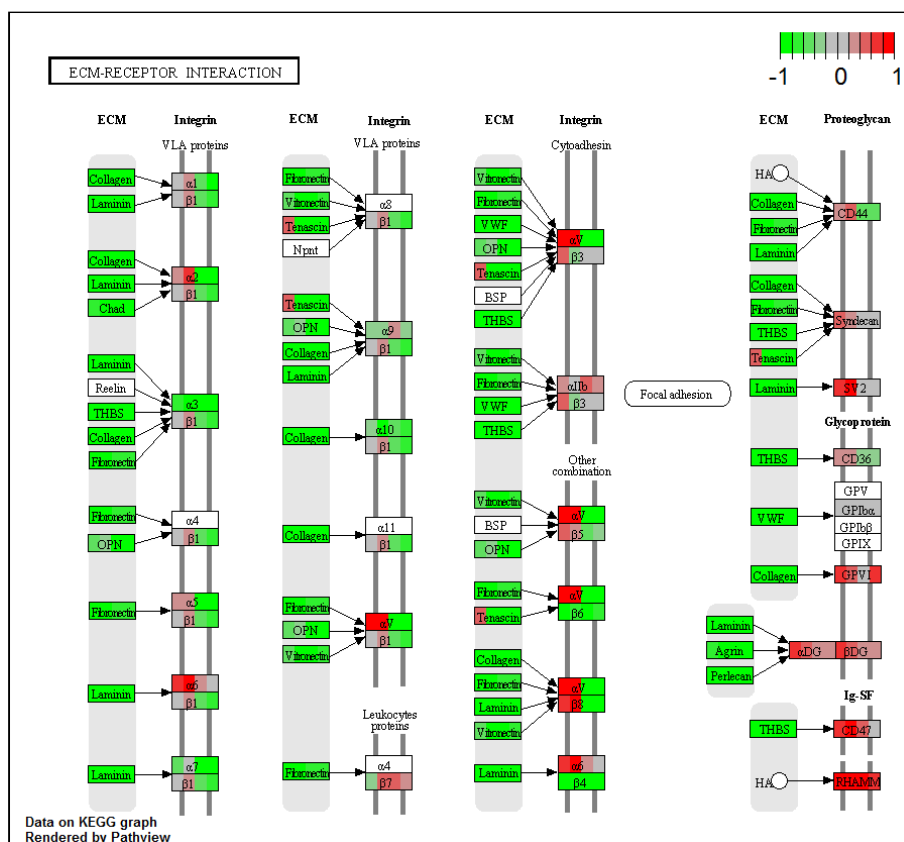 -1 0 1
ECM-RECEPTOR INTERACTION
ECM Integrin
VLA proteins
Collagen
Laminin
α1
β1
Collagen
Laminin
Chad
α2
β1
Laminin
Reelin
THBS
Collagen
Fibronectin
α3
β1
Fibronectin
OPN
α4
β1
Fibronectin
α5
β1
Laminin
α6
β1
Laminin
α7
β1
ECM Integrin
VLA proteins
Fibronectin
Vitronectin
Tenascin
Npnt
α8
β1
Tenascin
OPN
Collagen
Laminin
α9
β1
Collagen
α10
β1
Collagen
α11
β1
Fibronectin
OPN
Vitronectin
αV
β1
Leukocytes
proteins
Fibronectin
α4
β7
ECM Integrin
Cytoadhesin
Vitronectin
Fibronectin
VWF
OPN
Tenascin
BSP
THBS
αV
β3
Vitronectin
Fibronectin
VWF
THBS
αIIb
β3
Other
combination
Vitronectin
BSP
OPN
αV
β5
Fibronectin
Tenascin
αV
β6
Collagen
Fibronectin
Laminin
Vitronectin
αV
β8
Laminin
α6
β4
Focal adhesion
ECM Proteoglycan
HA
Collagen
Fibronectin
Laminin
CD44
Collagen
Fibronectin
THBS
Tenascin
Syndecan
Laminin
SV2
Glycoprotein
THBS
CD36
VWF
GPV
GPIbα
GPIbβ
GPIX
Collagen
GPVI
Laminin
Agrin
Perlecan
αDG
βDG
Ig-SF
THBS
CD47
HA
RHAMM
Data on KEGG graph
Rendered by Pathview